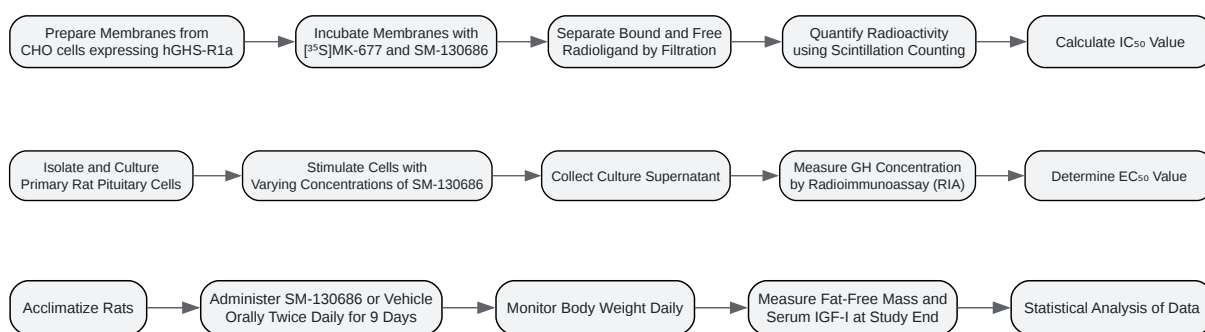 Prepare Membranes from
CHO cells expressing hGHS-R1a
Incubate Membranes with
[³⁵S]MK-677 and SM-130686
Separate Bound and Free
Radioligand by Filtration
Quantify Radioactivity
using Scintillation Counting
Calculate IC₅₀ Value
Isolate and Culture
Primary Rat Pituitary Cells
Stimulate Cells with
Varying Concentrations of SM-130686
Collect Culture Supernatant
Measure GH Concentration
by Radioimmunoassay (RIA)
Determine EC₅₀ Value
Acclimatize Rats
Administer SM-130686 or Vehicle
Orally Twice Daily for 9 Days
Monitor Body Weight Daily
Measure Fat-Free Mass and
Serum IGF-I at Study End
Statistical Analysis of Data